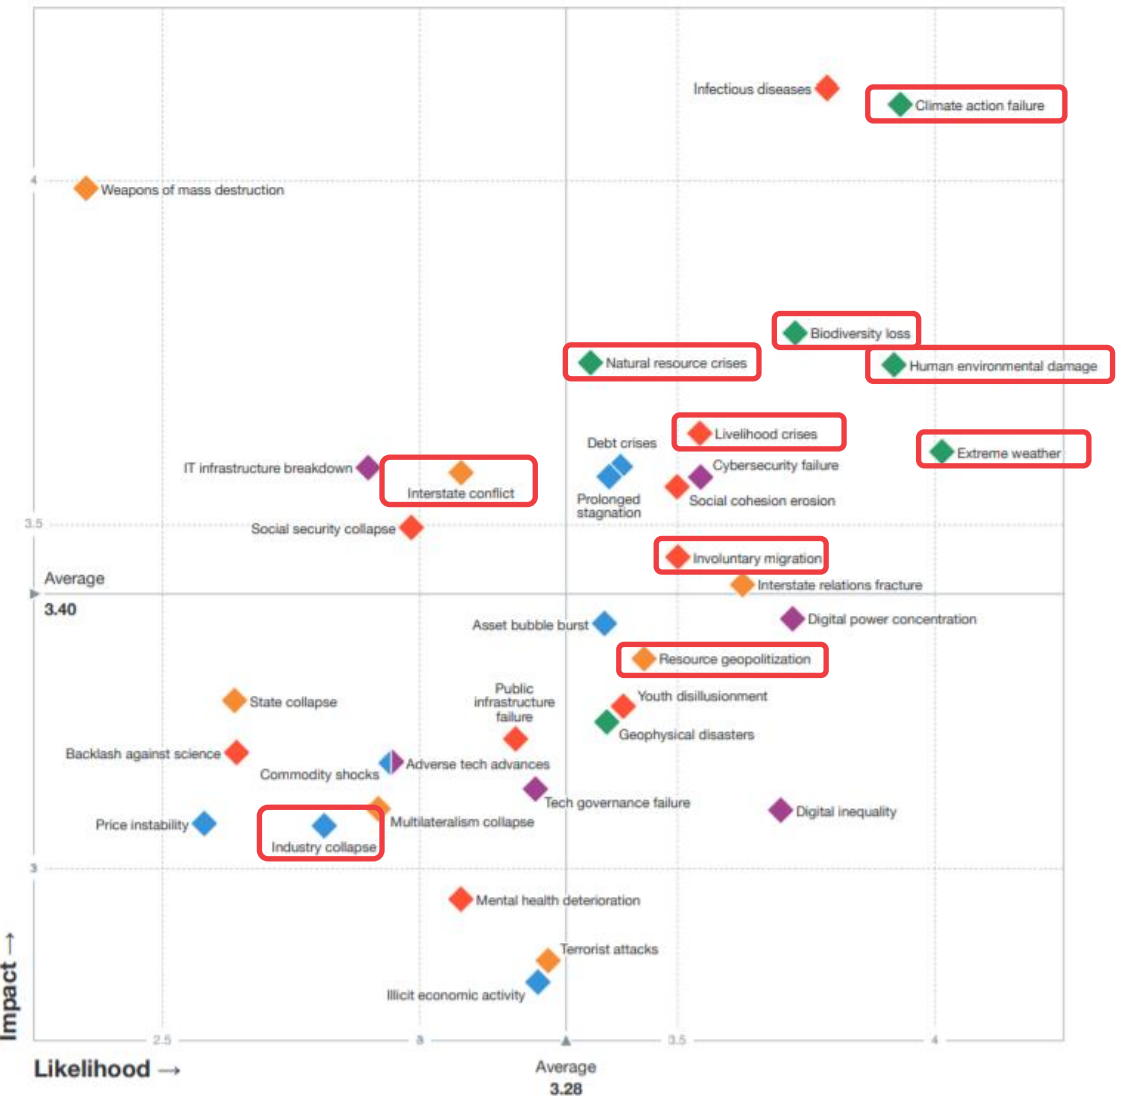 Infectious diseases
Climate action failure
4
Weapons of mass destruction
Biodiversity loss
Natural resource crises
Human environmental damage
Livelihood crises
Debt crises
Extreme weather
IT infrastructure breakdown
Cybersecurity failure
Interstate conflict
Prolonged
stagnation
Social cohesion erosion
3.5
Social security collapse
Involuntary migration
Average
Interstate relations fracture
3.40
Asset bubble burst
Digital power concentration
Resource geopolitization
Public
infrastructure
failure
State collapse
Youth disillusionment
Geophysical disasters
Backlash against science
Commodity shocks
Adverse tech advances
Tech governance failure
Price instability
Multilateralism collapse
Digital inequality
Industry collapse
3
Mental health deterioration
Terrorist attacks
Illicit economic activity
Impact →
2.5
3
3.5
4
Likelihood →
Average
3.28